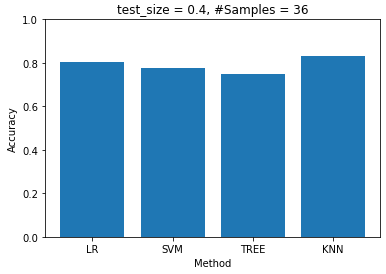 test_size = 0.4, #Samples = 36
1.0
0.8
0.6
0.4
0.2
0.0
Accuracy
LR SVM TREE KNN
Method